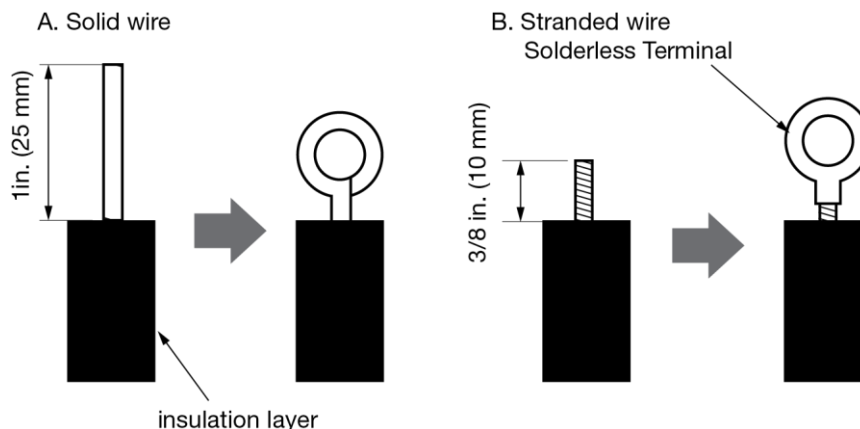 A. Solid wire
1in. (25 mm)
insulation layer
B. Stranded wire
Solderless Terminal
3/8 in. (10 mm)